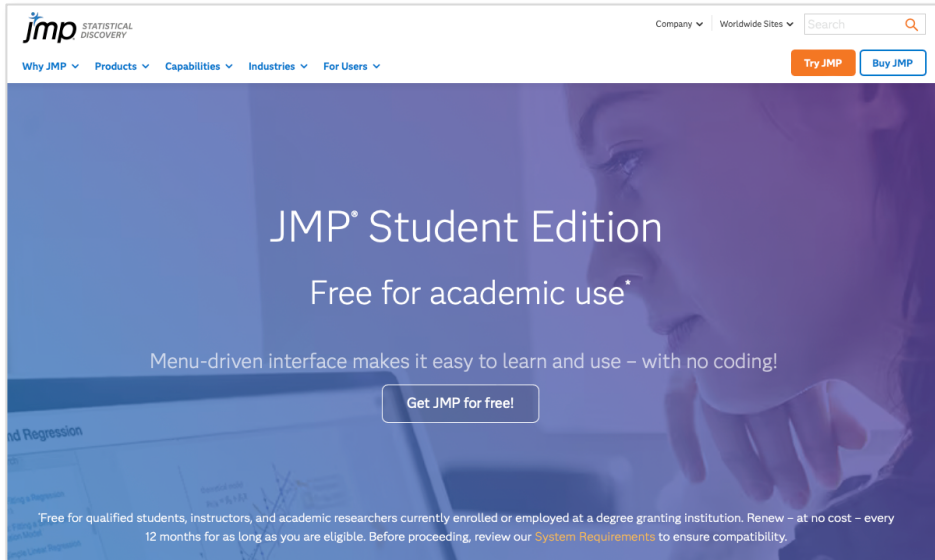 jmp STATISTICAL DISCOVERY
Company
Worldwide Sites
Search
Why JMP
Products
Capabilities
Industries
For Users
Try JMP
Buy JMP
JMP® Student Edition
Free for academic use*
Menu-driven interface makes it easy to learn and use – with no coding!
Get JMP for free!
nd Regression
*Free for qualified students, instructors, and academic researchers currently enrolled or employed at a degree granting institution. Renew – at no cost – every
12 months for as long as you are eligible. Before proceeding, review our System Requirements to ensure compatibility.